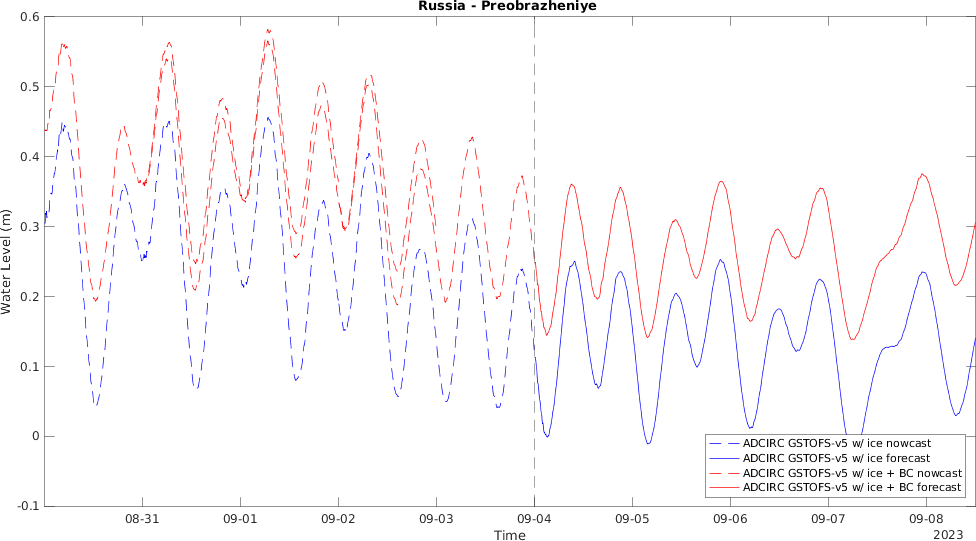 Russia - Preobrazheniye
0.6
0.5
0.4
0.3
0.2
0.1
0
-0.1
Water Level (m)
ADCIRC GSTOFS-v5 w/ ice nowcast
ADCIRC GSTOFS-v5 w/ ice forecast
ADCIRC GSTOFS-v5 w/ ice + BC nowcast
ADCIRC GSTOFS-v5 w/ ice + BC forecast
08-31 09-01 09-02 09-03 09-04 09-05 09-06 09-07 09-08
Time
2023